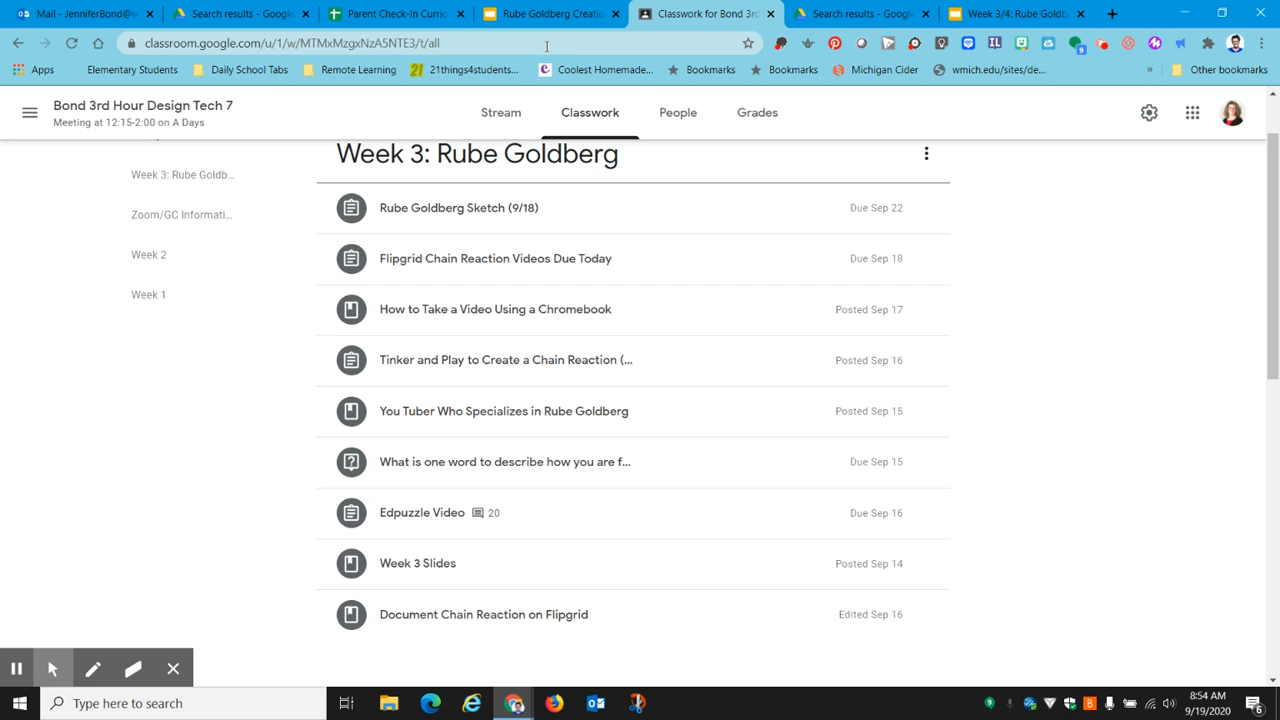 Mail - JenniferBond@w
Search results - Google
Parent Check-In Curric
Rube Goldberg Creatio
Classwork for Bond 3rd
Search results - Google
Week 3/4: Rube Goldb
classroom.google.com/u/1/w/MTMxMzgxNzA5NTE3/t/all
Apps
Elementary Students
Daily School Tabs
Remote Learning
21things4students...
Coolest Homemade...
Bookmarks
Bookmarks
Michigan Cider
wmich.edu/sites/de...
»
Other bookmarks
Bond 3rd Hour Design Tech 7
Meeting at 12:15-2:00 on A Days
Stream
Classwork
People
Grades
Week 3: Rube Goldb...
Zoom/GC Informati...
Week 2
Week 1
Week 3: Rube Goldberg
Rube Goldberg Sketch (9/18)
Due Sep 22
Flipgrid Chain Reaction Videos Due Today
Due Sep 18
How to Take a Video Using a Chromebook
Posted Sep 17
Tinker and Play to Create a Chain Reaction (...
Posted Sep 16
You Tuber Who Specializes in Rube Goldberg
Posted Sep 15
What is one word to describe how you are f...
Due Sep 15
Edpuzzle Video 20
Due Sep 16
Week 3 Slides
Posted Sep 14
Document Chain Reaction on Flipgrid
Edited Sep 16
Type here to search
8:54 AM
9/19/2020
6